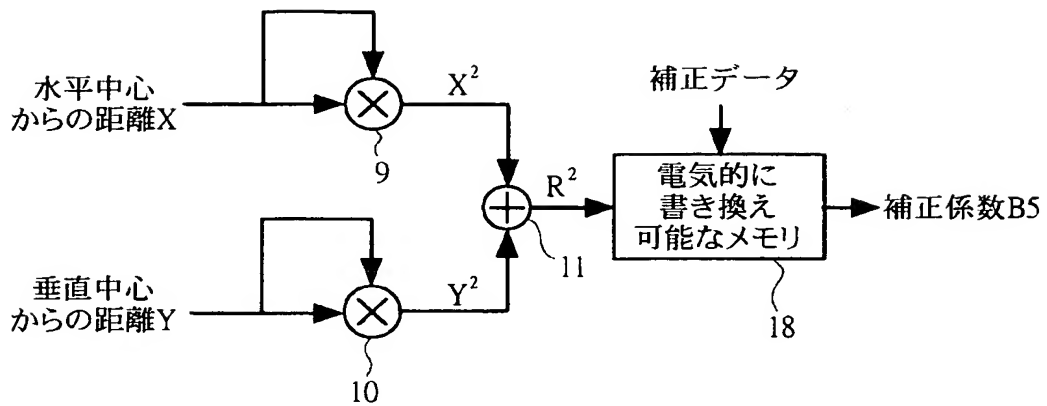 水平中心
からの距離X
X²
9
垂直中心
からの距離Y
Y²
10
R²
11
補正データ
電気的に
書き換え
可能なメモリ
18
補正係数B5